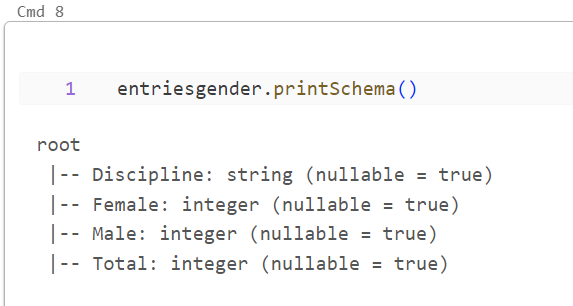 Cmd 8
1 entriesgender.printSchema()
root
|-- Discipline: string (nullable = true)
|-- Female: integer (nullable = true)
|-- Male: integer (nullable = true)
|-- Total: integer (nullable = true)